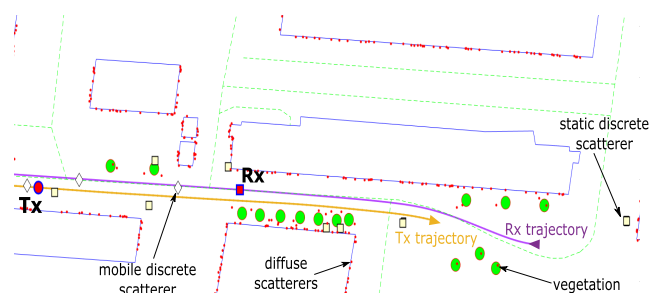 static discrete
scatterer
Rx
Tx
Tx trajectory
Rx trajectory
mobile discrete
scatterer
diffuse
scatterers
vegetation